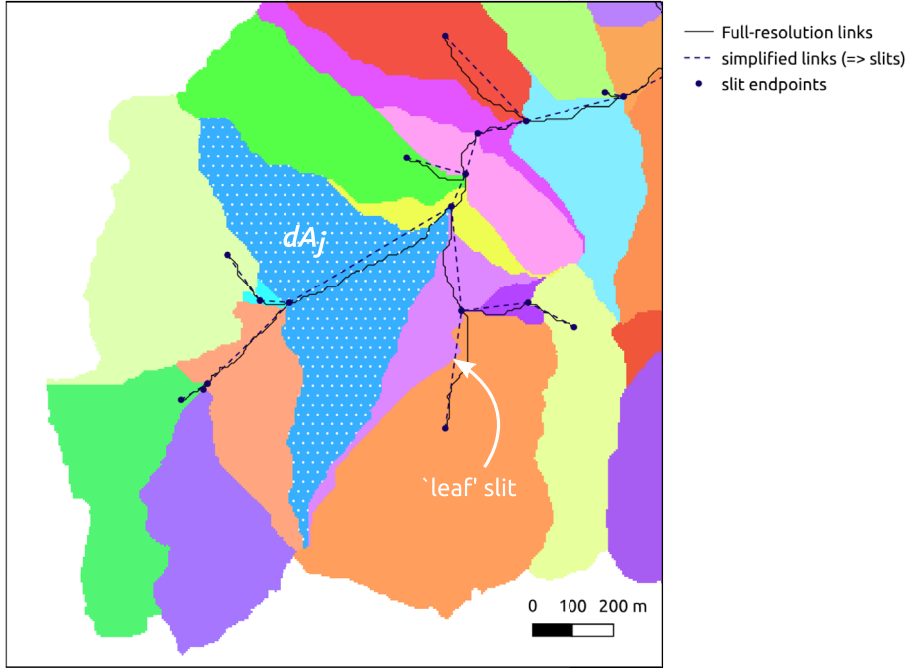 Full-resolution links
simplified links (=> slits)
slit endpoints
dAj
`leaf' slit
0 100 200 m